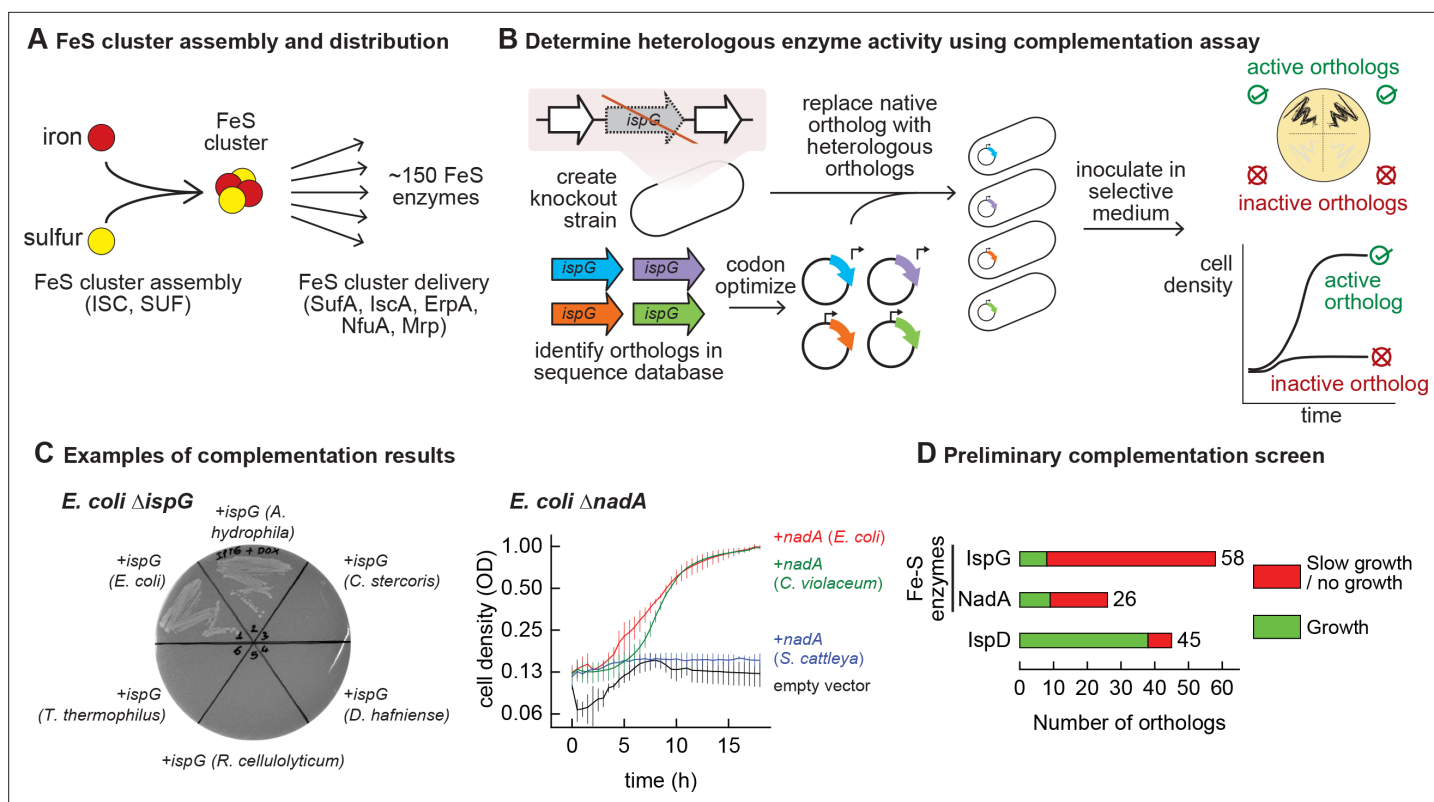 A FeS cluster assembly and distribution
iron
sulfur
FeS
cluster
~150 FeS
enzymes
FeS cluster assembly
(ISC, SUF)
FeS cluster delivery
(SufA, IscA, ErpA,
NfuA, Mrp)
B Determine heterologous enzyme activity using complementation assay
ispG
create
knockout
strain
replace native
ortholog with
heterologous
orthologs
ispG
ispG
ispG
ispG
identify orthologs in
sequence database
codon
optimize
inoculate in
selective
medium
active orthologs
inactive orthologs
cell
density
active
ortholog
inactive ortholog
time
C Examples of complementation results
E. coli ΔispG
+ispG (A.
hydrophila)
+ispG
(E. coli)
+ispG
(C. stercoris)
IPTG + DOX
1 2 3
6 5 4
+ispG
(T. thermophilus)
+ispG
(D. hafniense)
+ispG (R. cellulolyticum)
E. coli ΔnadA
cell density (OD)
1.00
0.50
0.25
0.13
0.06
0 5 10 15
time (h)
+nadA (E. coli)
+nadA
(C. violaceum)
+nadA
(S. cattleya)
empty vector
D Preliminary complementation screen
Fe-S
enzymes
IspG
58
NadA
26
IspD
45
0 10 20 30 40 50 60
Number of orthologs
Slow growth
/ no growth
Growth